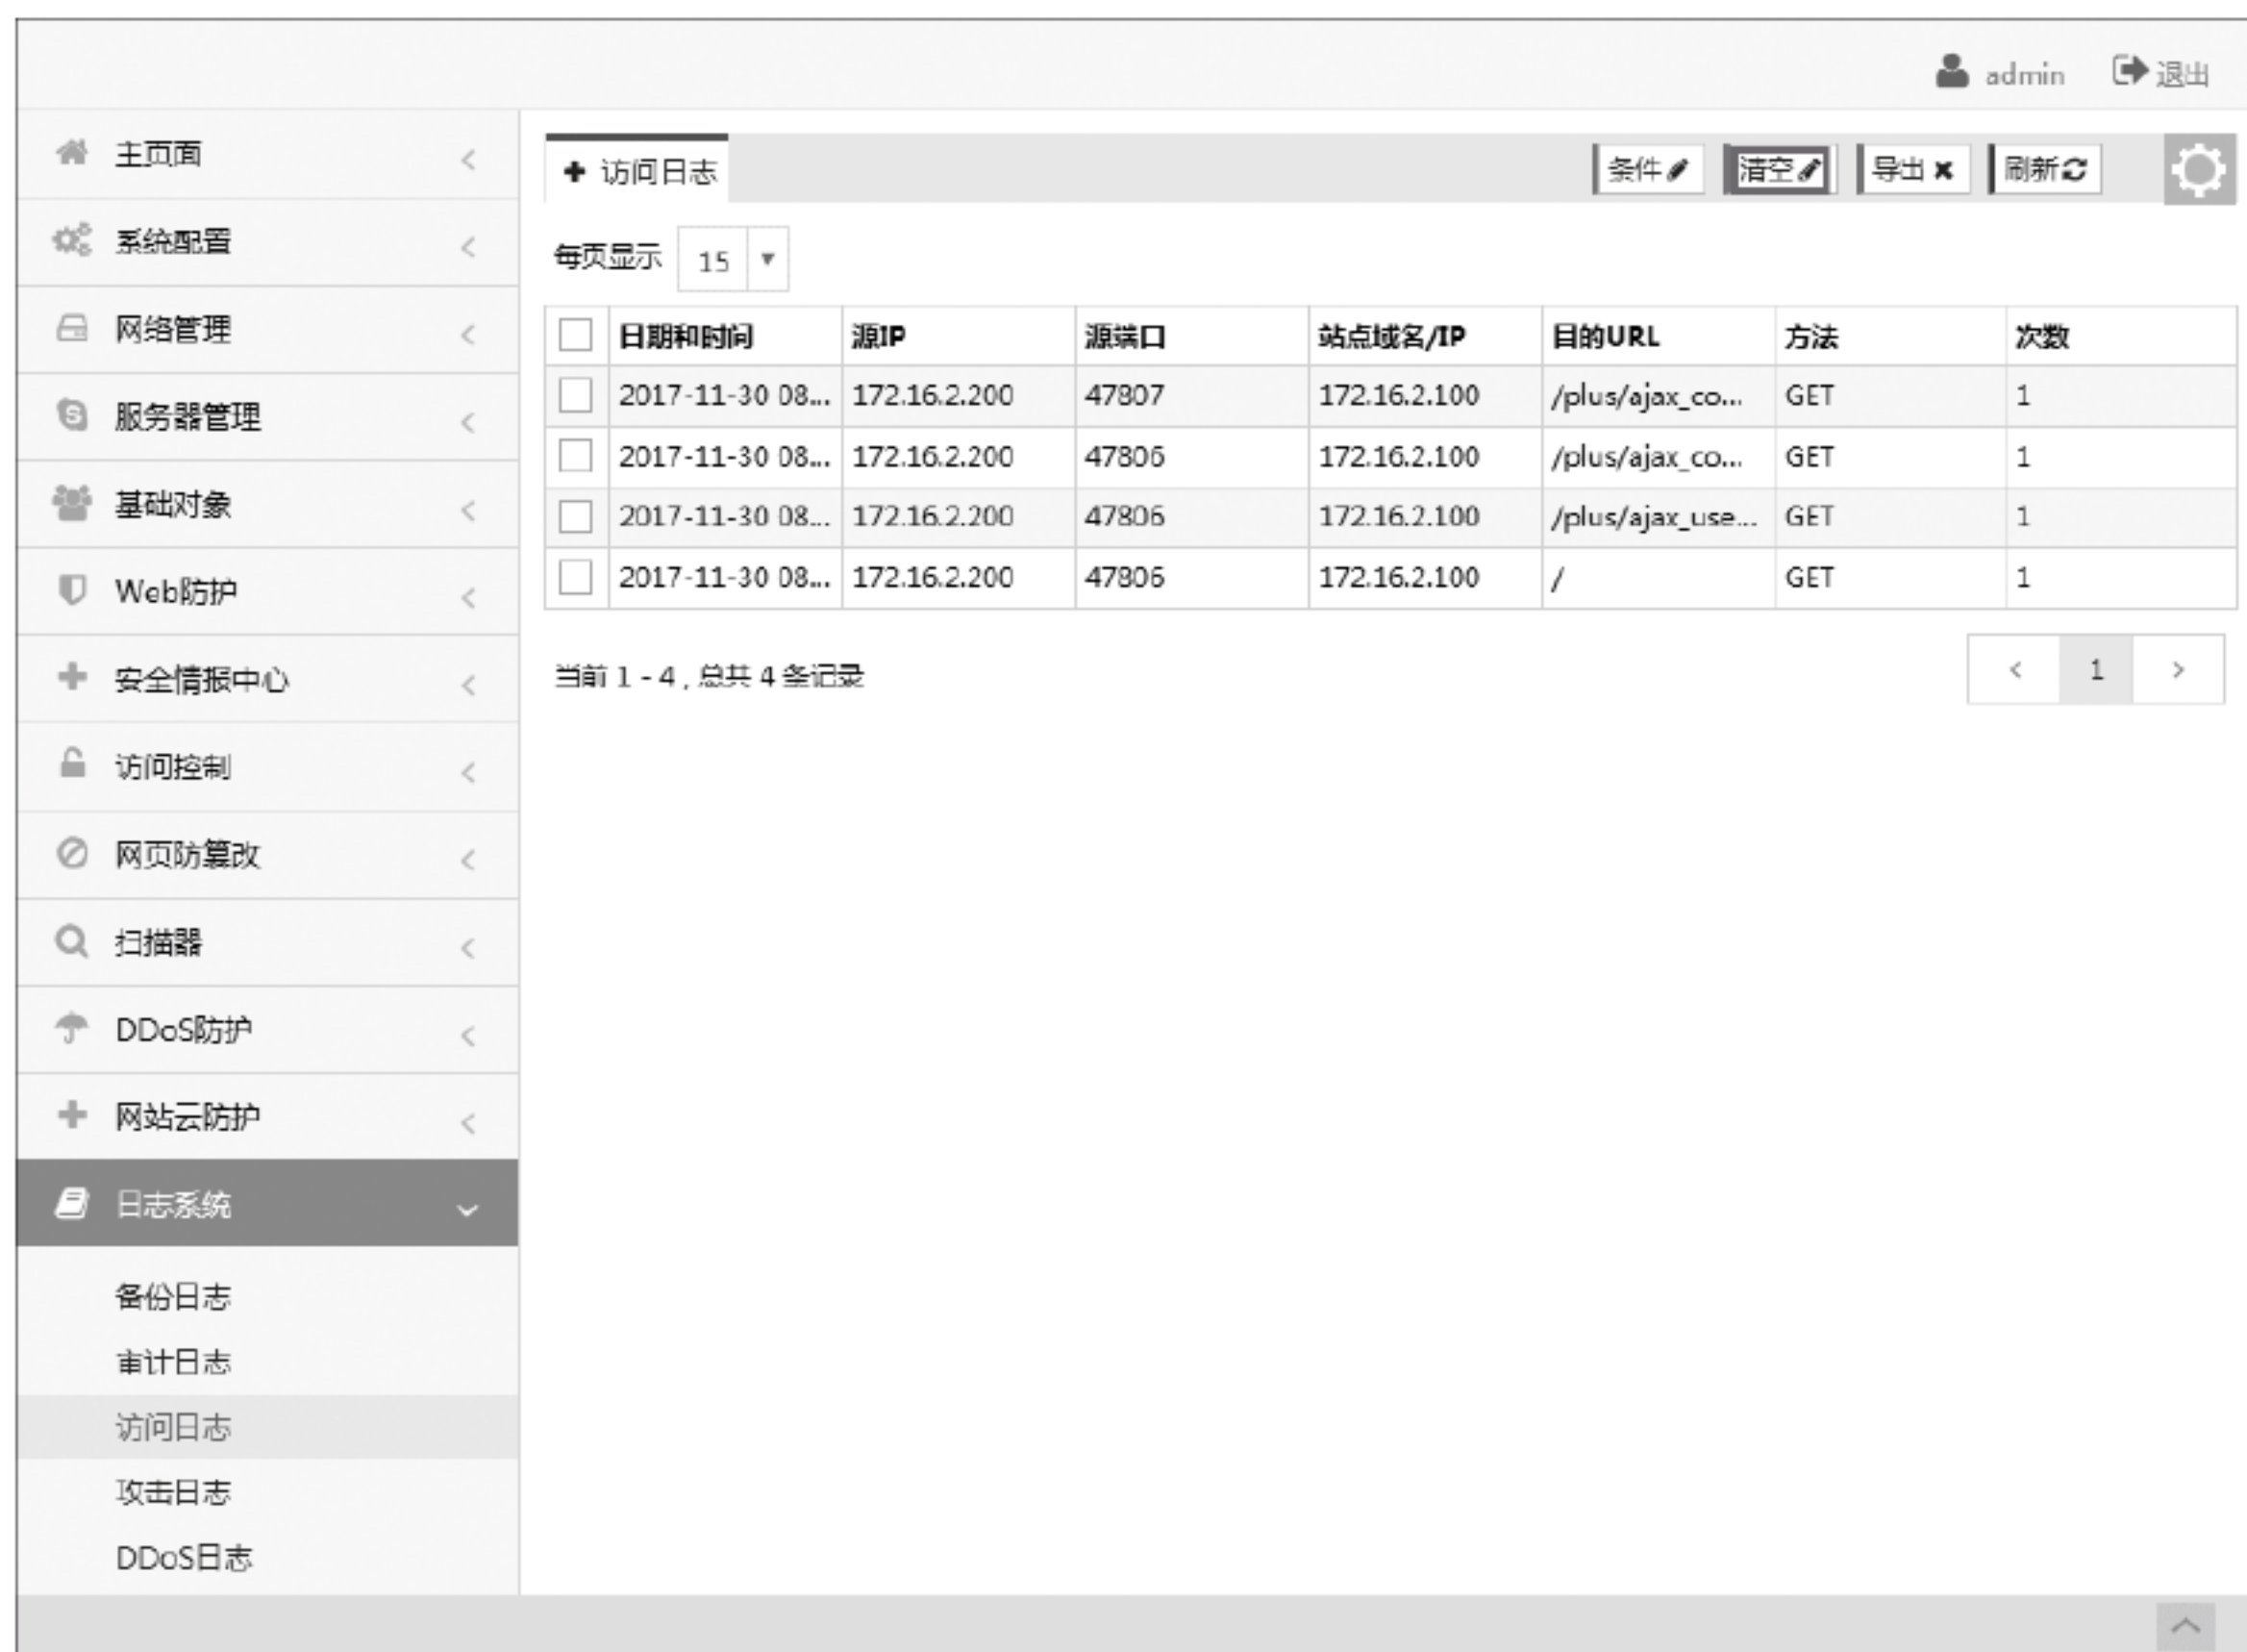 admin 退出
主页面
系统配置
网络管理
服务器管理
基础对象
Web防护
安全情报中心
访问控制
网页防篡改
扫描器
DDoS防护
网站云防护
日志系统
备份日志
审计日志
访问日志
攻击日志
DDoS日志
访问日志 条件 清空 导出 刷新
每页显示 15
日期和时间 源IP 源端口 站点域名/IP 目的URL 方法 次数
2017-11-30 08... 172.16.2.200 47807 172.16.2.100 /plus/ajax_co... GET 1
2017-11-30 08... 172.16.2.200 47806 172.16.2.100 /plus/ajax_co... GET 1
2017-11-30 08... 172.16.2.200 47806 172.16.2.100 /plus/ajax_use... GET 1
2017-11-30 08... 172.16.2.200 47806 172.16.2.100 / GET 1
当前 1 - 4 , 总共 4 条记录
< 1 >